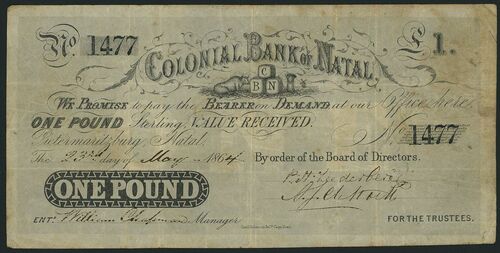 No. 1477
£ 1.
COLONIAL BANK OF NATAL,
C
B N
WE PROMISE to pay the BEARER on DEMAND at our Office here
ONE POUND Sterling, VALUE RECEIVED.
Pietermaritzburg Natal.
No. 1477
The 23rd day of May 1864
By order of the Board of Directors.
ONE POUND
ENTD. William Manager
FOR THE TRUSTEES.